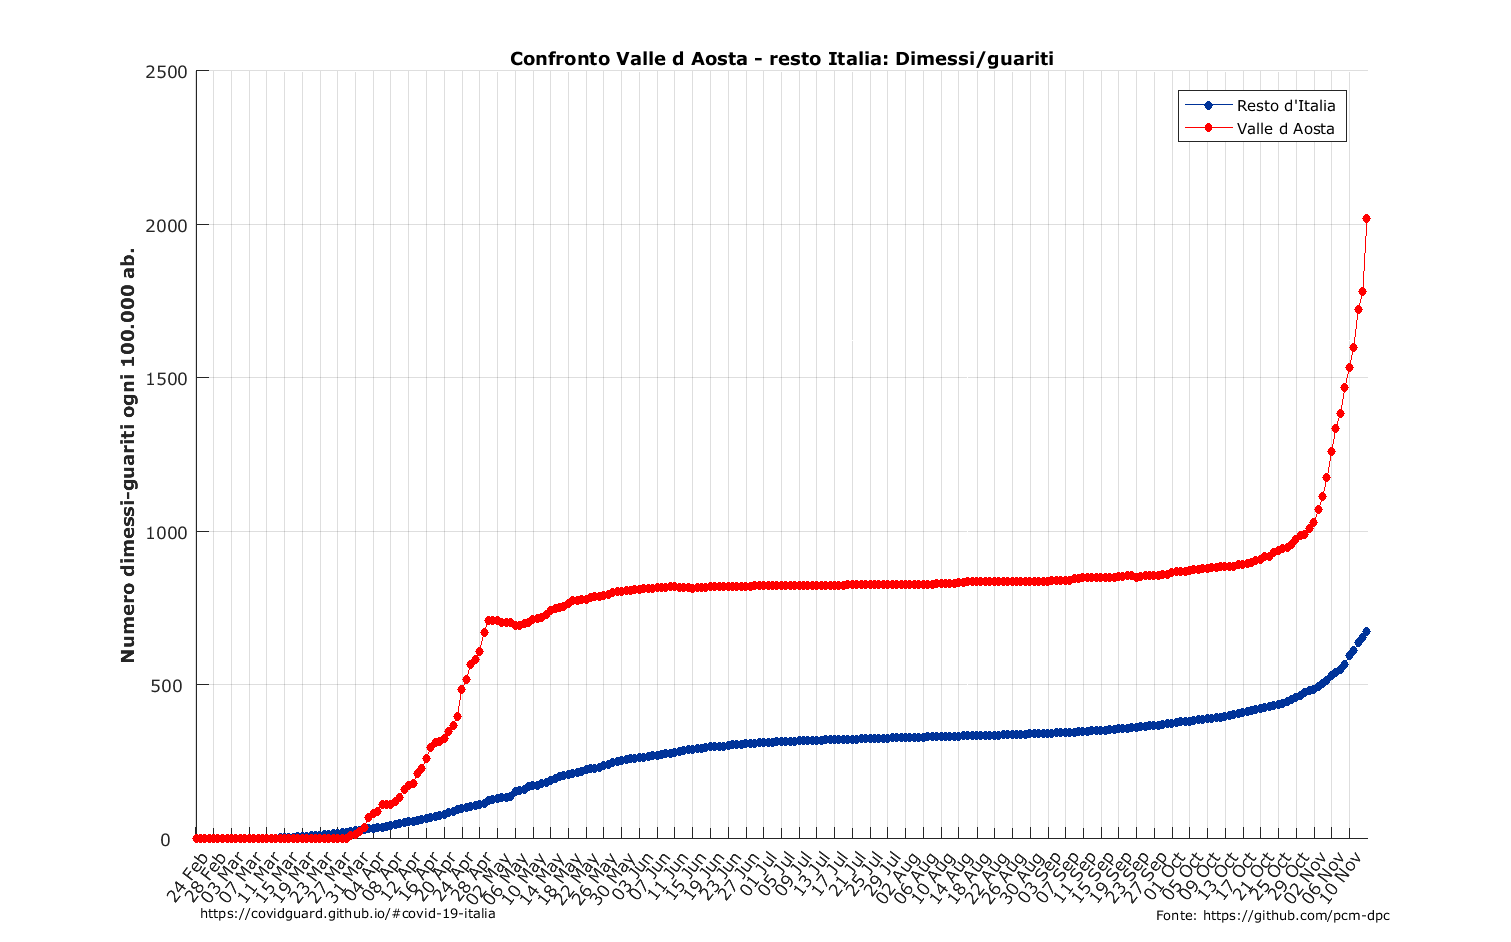 Confronto Valle d Aosta - resto Italia: Dimessi/guariti
Resto d'Italia
Valle d Aosta
Numero dimessi-guariti ogni 100.000 ab.
2500
2000
1500
1000
500
0
24 Feb
28 Feb
03 Mar
07 Mar
11 Mar
15 Mar
19 Mar
23 Mar
27 Mar
31 Mar
04 Apr
08 Apr
12 Apr
16 Apr
20 Apr
24 Apr
28 Apr
02 May
06 May
10 May
14 May
18 May
22 May
26 May
30 May
03 Jun
07 Jun
11 Jun
15 Jun
19 Jun
23 Jun
27 Jun
01 Jul
05 Jul
09 Jul
13 Jul
17 Jul
21 Jul
25 Jul
29 Jul
02 Aug
06 Aug
10 Aug
14 Aug
18 Aug
22 Aug
26 Aug
30 Aug
03 Sep
07 Sep
11 Sep
15 Sep
19 Sep
23 Sep
27 Sep
01 Oct
05 Oct
09 Oct
13 Oct
17 Oct
21 Oct
25 Oct
29 Oct
02 Nov
06 Nov
10 Nov
https://covidguard.github.io/#covid-19-italia
Fonte: https://github.com/pcm-dpc